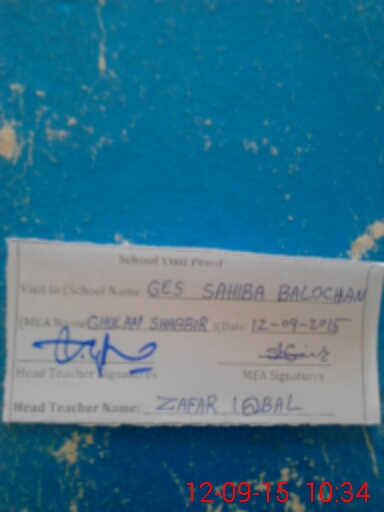 School Visit Proof
Visit to (School Name GES SAHIBA BALOCHAN
(MEA Name GHULAM SHABBIR )(Date: 12-09-2015
Head Teacher Signatures MEA Signatures
Head Teacher Name: ZAFAR IQBAL
12-09-15 10:34